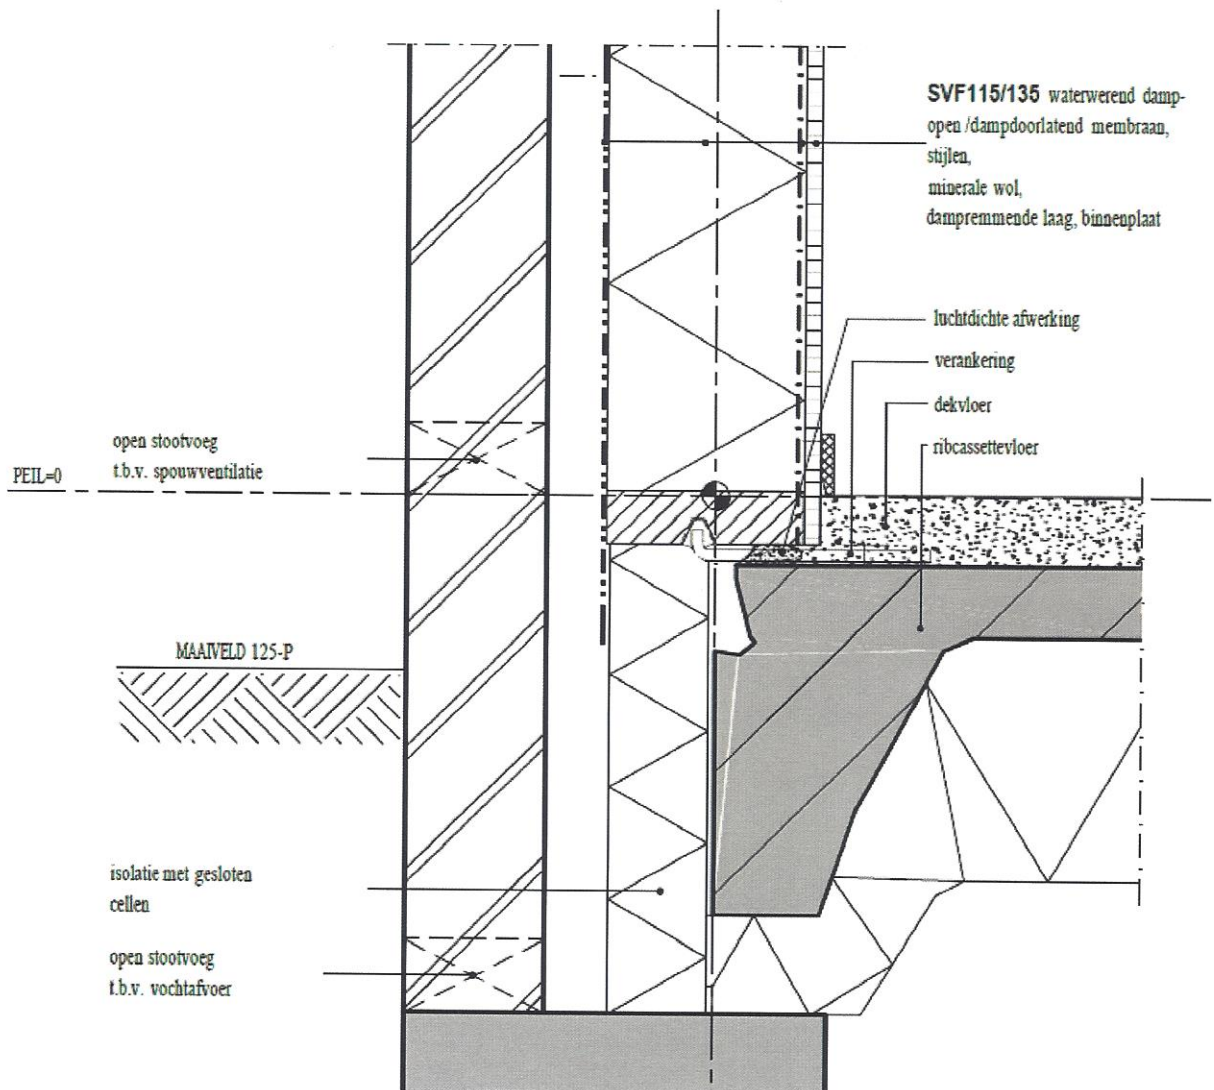 SVF115/135 waterwerend damp-
open /dampdoorlatend membraan,
stijlen,
minerale wol,
dampremmende laag, binnenplaat
luchtdichte afwerking
verankering
dekvloer
ribcassettevloer
open stootvoeg
t.b.v. spouwventilatie
PEIL=0
MAAIVELD 125-P
isolatie met gesloten
cellen
open stootvoeg
t.b.v. vochtafvoer